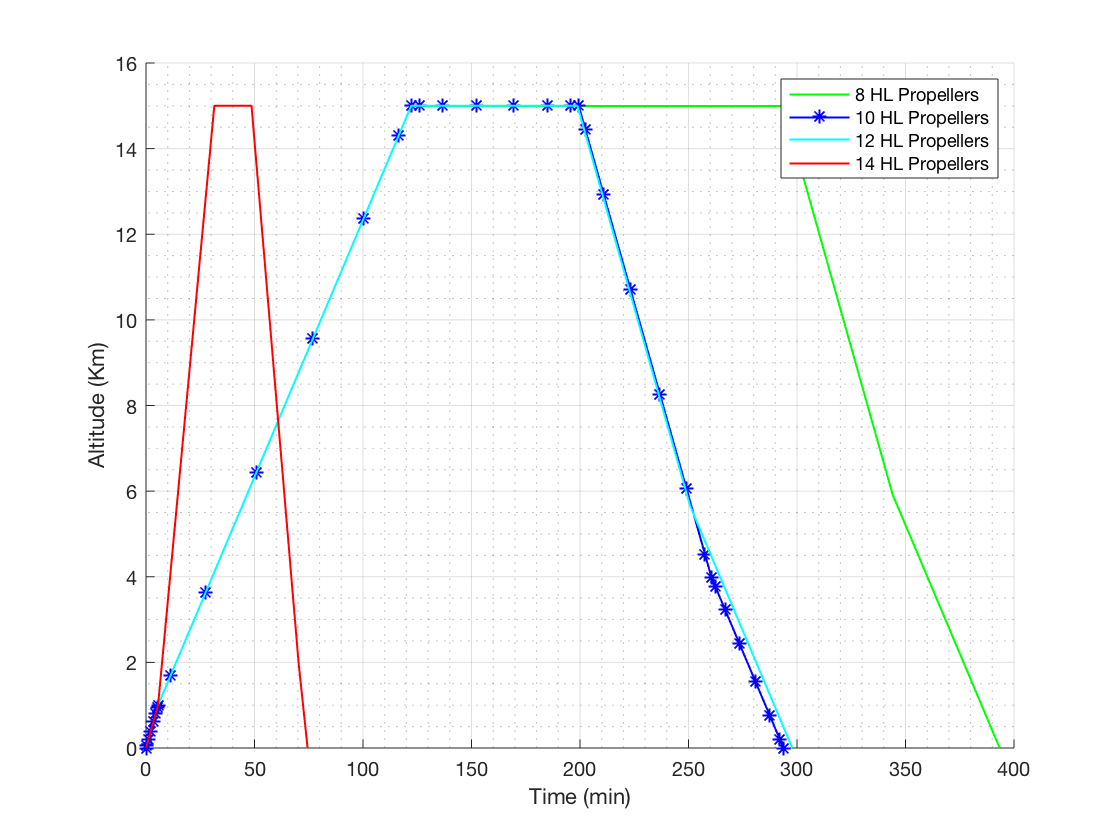 16
14
12
10
8
6
4
2
0
Altitude (Km)
8 HL Propellers
10 HL Propellers
12 HL Propellers
14 HL Propellers
0 50 100 150 200 250 300 350 400
Time (min)